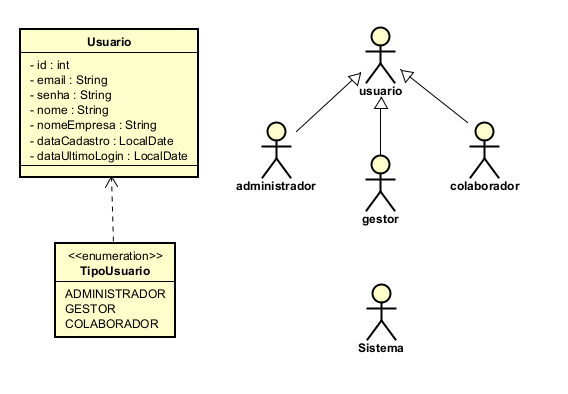 Usuario
- id : int
- email : String
- senha : String
- nome : String
- nomeEmpresa : String
- dataCadastro : LocalDate
- dataUltimoLogin : LocalDate
<<enumeration>>
TipoUsuario
ADMINISTRADOR
GESTOR
COLABORADOR
usuario
administrador
gestor
colaborador
Sistema